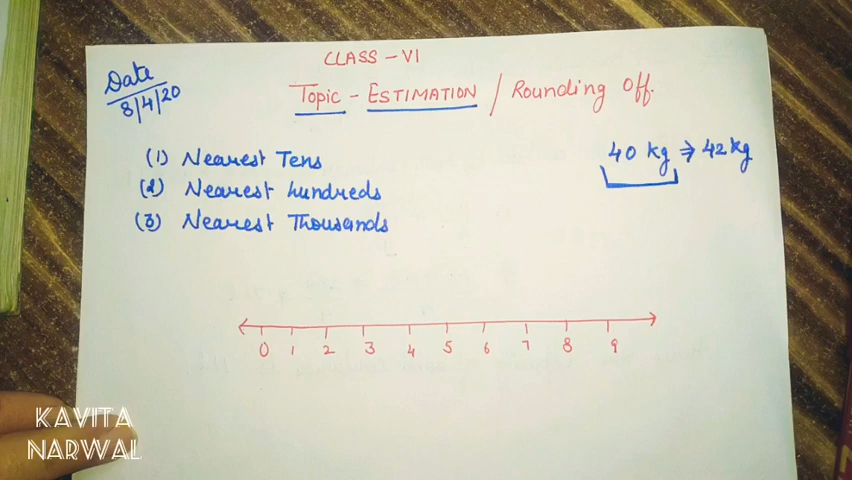 CLASS - VI
Date
8/4/20
Topic - ESTIMATION / Rounding Off.
(1) Nearest Tens
40 kg ⇒ 42 kg
(2) Nearest hundreds
(3) Nearest Thousands
0 1 2 3 4 5 6 7 8 9
KAVITA
NARWAL